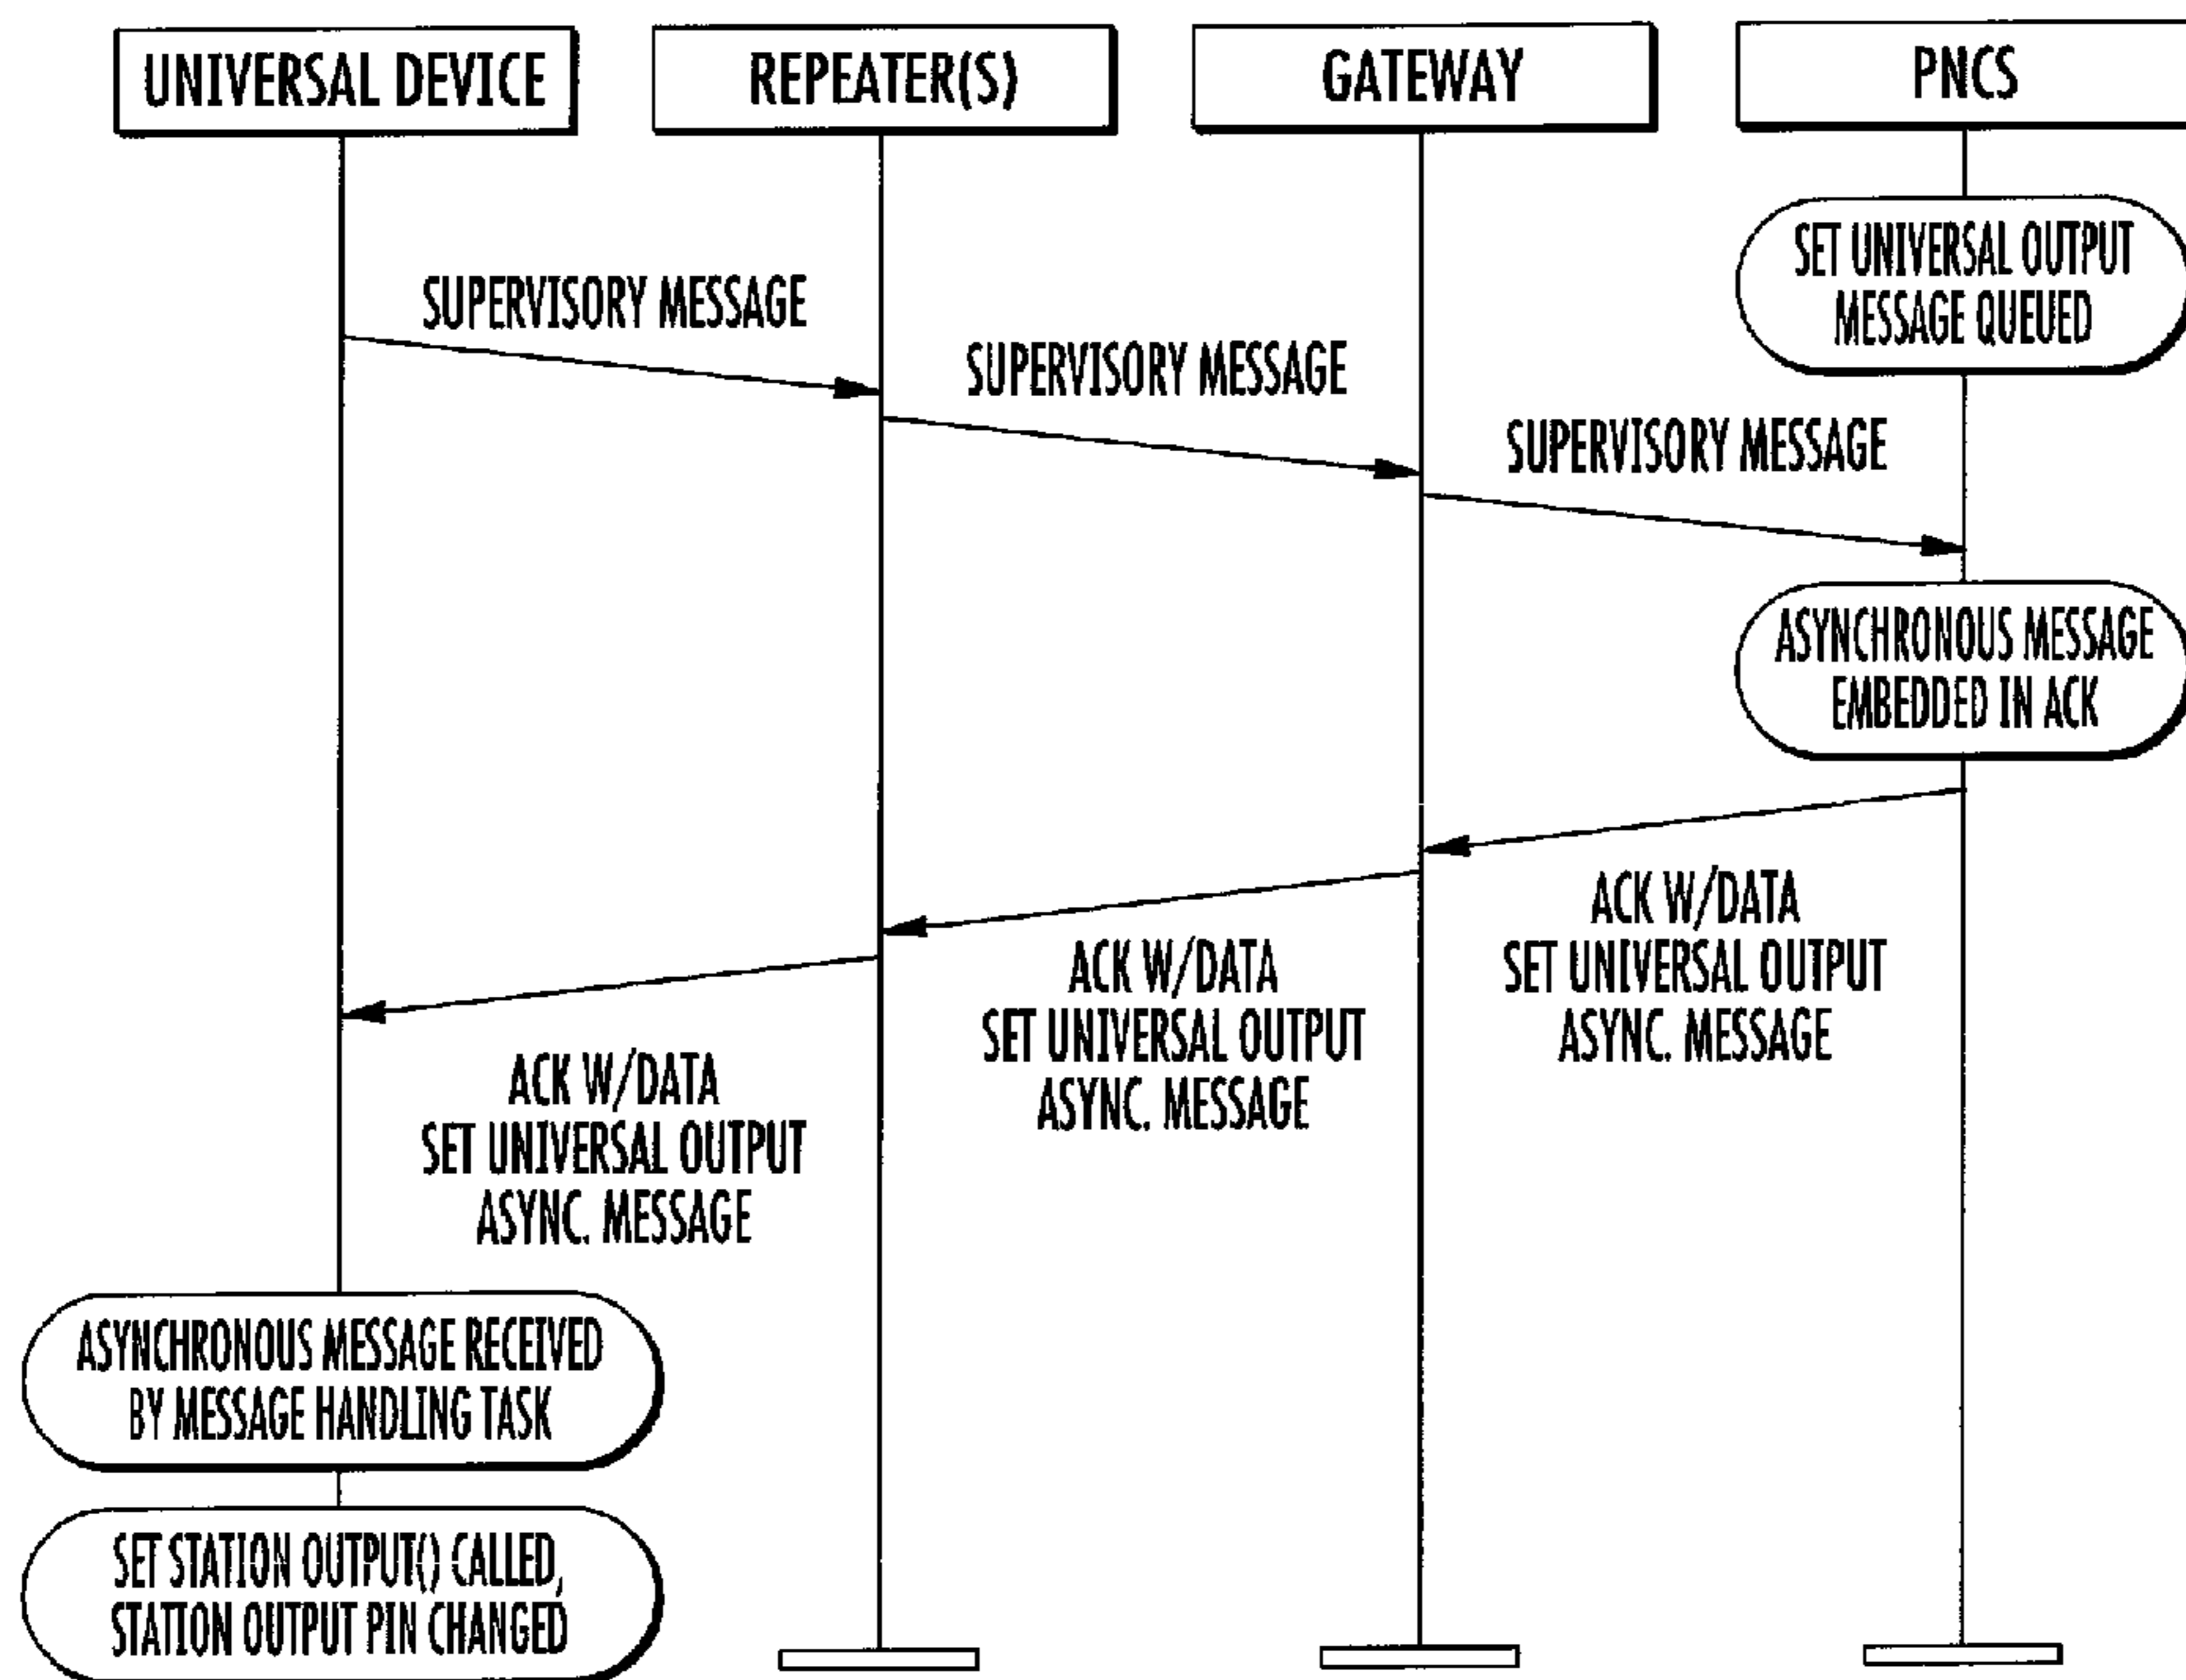 UNIVERSAL DEVICE
REPEATER(S)
GATEWAY
PNCS
SET UNIVERSAL OUTPUT
MESSAGE QUEUED
SUPERVISORY MESSAGE
SUPERVISORY MESSAGE
SUPERVISORY MESSAGE
ASYNCHRONOUS MESSAGE
EMBEDDED IN ACK
ACK W/DATA
SET UNIVERSAL OUTPUT
ASYNC. MESSAGE
ACK W/DATA
SET UNIVERSAL OUTPUT
ASYNC. MESSAGE
ACK W/DATA
SET UNIVERSAL OUTPUT
ASYNC. MESSAGE
ASYNCHRONOUS MESSAGE RECEIVED
BY MESSAGE HANDLING TASK
SET STATION OUTPUT() CALLED,
STATION OUTPUT PIN CHANGED